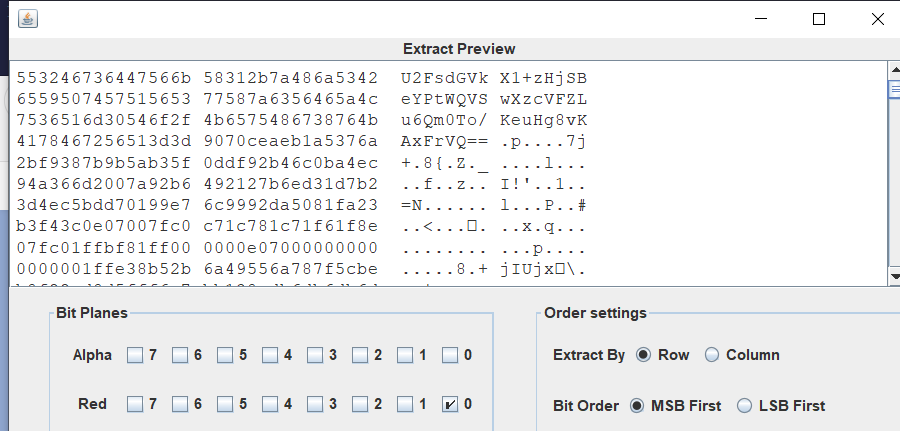 Extract Preview
553246736447566b 58312b7a486a5342 U2FsdGVk X1+zHjSB
6559507457515653 77587a6356465a4c eYPtWQVS wXzcVFZL
7536516d30546f2f 4b6575486738764b u6Qm0To/ KeuHg8vK
4178467256513d3d 9070ceaeb1a5376a AxFrVQ== .p....7j
2bf9387b9b5ab35f 0ddf92b46c0ba4ec +.8{.Z._ ....l...
94a366d2007a92b6 492127b6ed31d7b2 ..f..z.. I!'..1..
3d4ec5bdd70199e7 6c9992da5081fa23 =N...... l...P..#
b3f43c0e07007fc0 c71c781c71f61f8e ..<...□. ..x.q...
07fc01ffbf81ff00 0000e07000000000 ........ ...p....
0000001ffe38b52b 6a49556a787f5cbe .....8.+ jIUjx□\.
Bit Planes
Alpha 7 6 5 4 3 2 1 0
Red 7 6 5 4 3 2 1 0
Order settings
Extract By Row Column
Bit Order MSB First LSB First